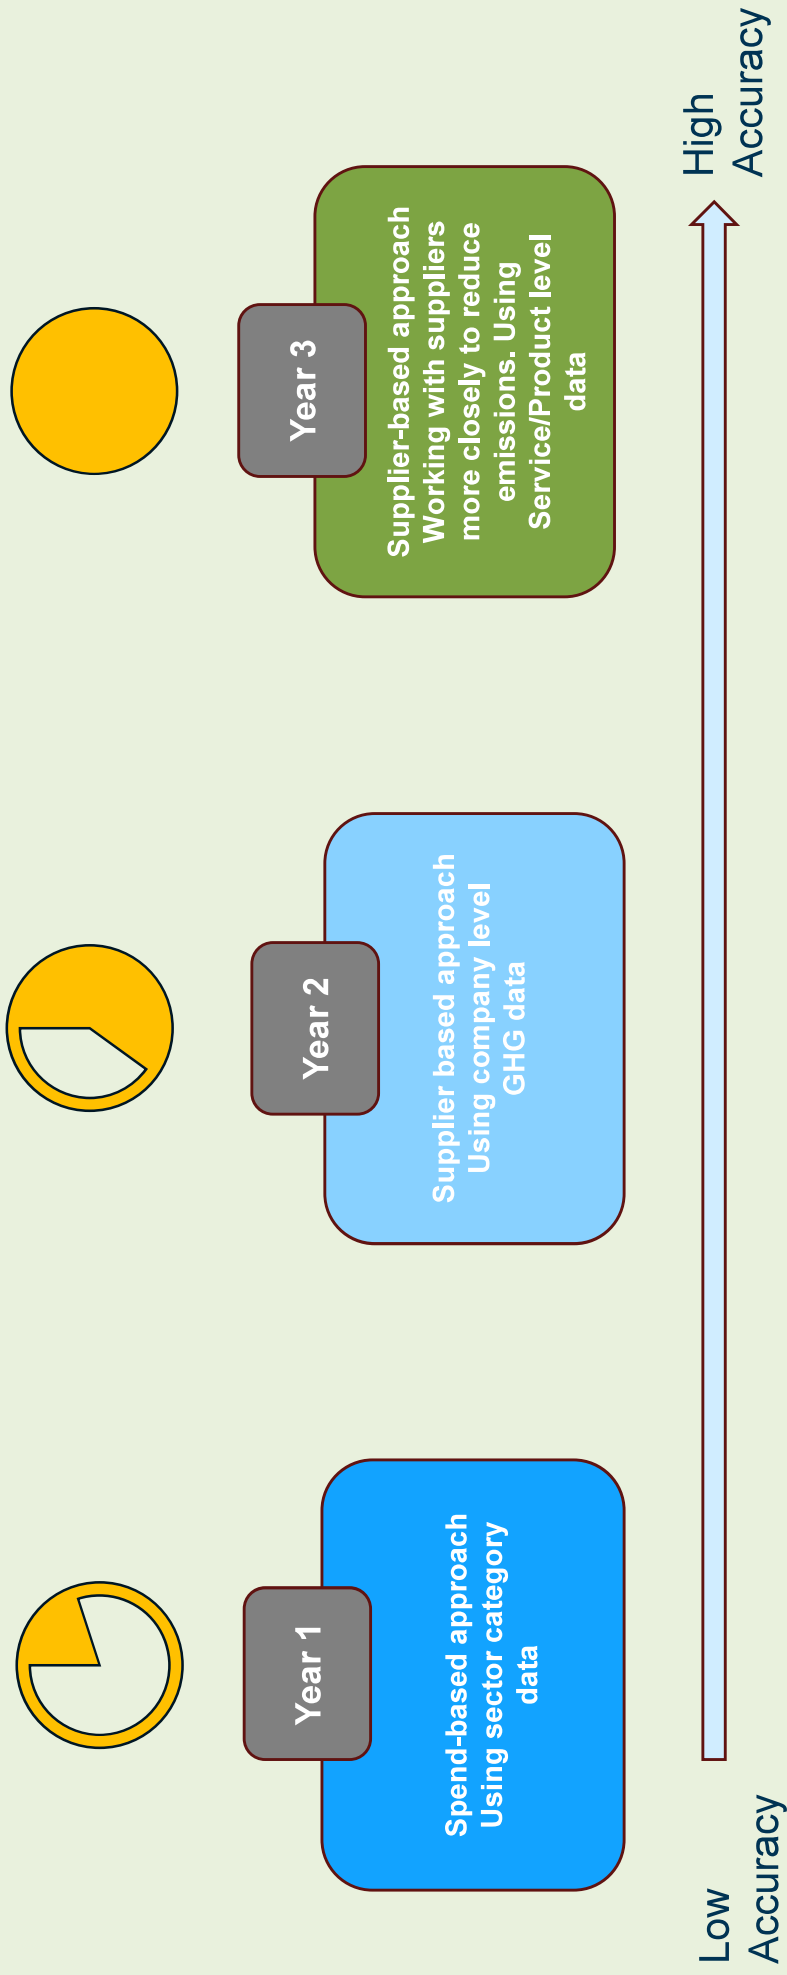 Year 1
Spend-based approach
Using sector category
data
Year 2
Supplier based approach
Using company level
GHG data
Year 3
Supplier-based approach
Working with suppliers
more closely to reduce
emissions. Using
Service/Product level
data
Low
Accuracy
High
Accuracy